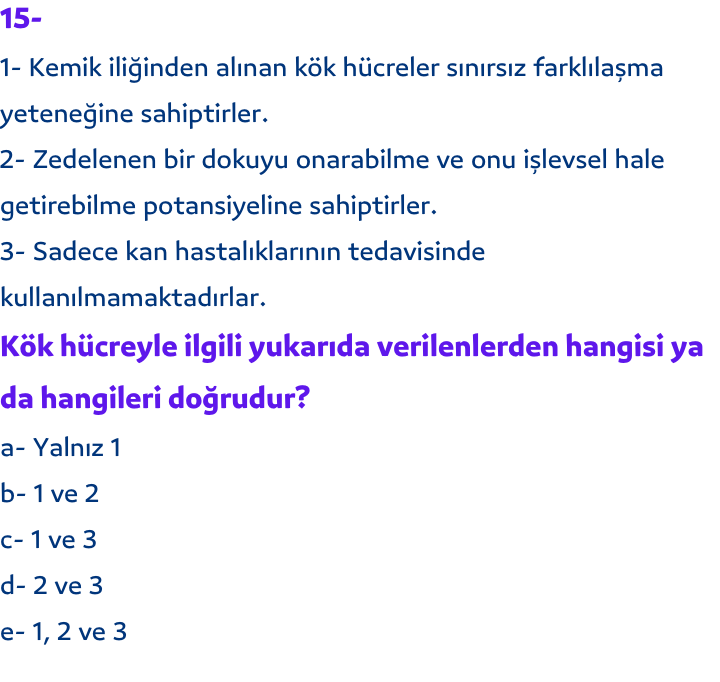 15-
1- Kemik iliğinden alınan kök hücreler sınırsız farklılaşma
yeteneğine sahiptirler.
2- Zedelenen bir dokuyu onarabilme ve onu işlevsel hale
getirebilme potansiyeline sahiptirler.
3- Sadece kan hastalıklarının tedavisinde
kullanılmamaktadırlar.
Kök hücreyle ilgili yukarıda verilenlerden hangisi ya
da hangileri doğrudur?
a- Yalnız 1
b- 1 ve 2
c- 1 ve 3
d- 2 ve 3
e- 1, 2 ve 3